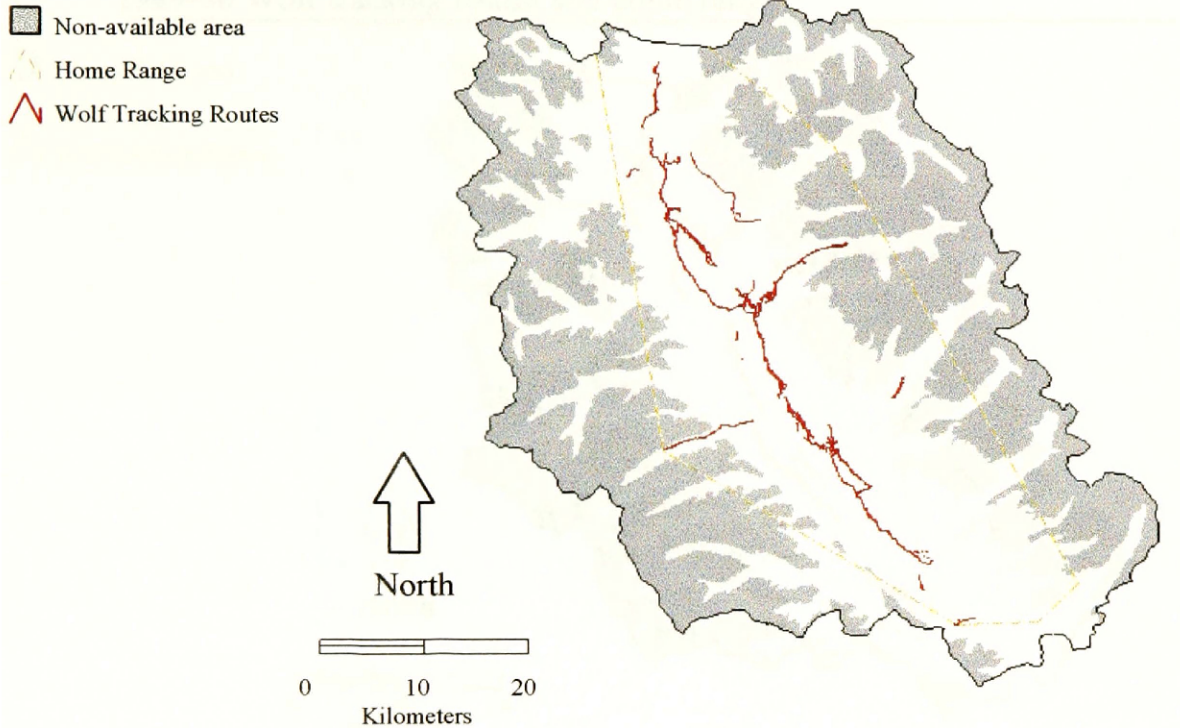 Non-available area
Home Range
Wolf Tracking Routes
North
0 10 20
Kilometers